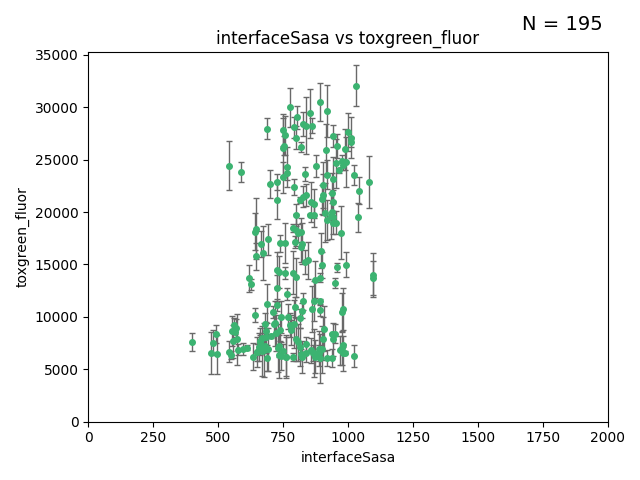 N = 195
interfaceSasa vs toxgreen_fluor
35000
30000
25000
20000
15000
10000
5000
0
toxgreen_fluor
0 250 500 750 1000 1250 1500 1750 2000
interfaceSasa